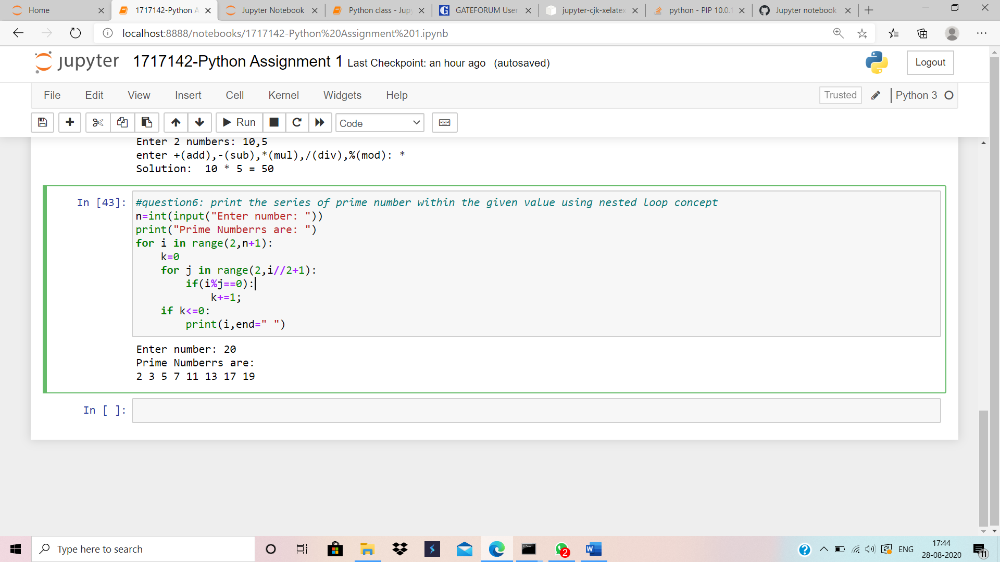 Home
1717142-Python A
Jupyter Notebook
Python class - Jupy
GATEFORUM User
jupyter-cjk-xelatex
python - PIP 10.0.1
Jupyter notebook
localhost:8888/notebooks/1717142-Python%20Assignment%201.ipynb
jupyter 1717142-Python Assignment 1 Last Checkpoint: an hour ago (autosaved)
Logout
File Edit View Insert Cell Kernel Widgets Help
Trusted
Python 3
Run
Code
Enter 2 numbers: 10,5
enter +(add),-(sub),*(mul),/(div),%(mod): *
Solution:  10 * 5 = 50
In [43]:
#question6: print the series of prime number within the given value using nested loop concept
n=int(input("Enter number: "))
print("Prime Numberrs are: ")
for i in range(2,n+1):
    k=0
    for j in range(2,i//2+1):
        if(i%j==0):
            k+=1;
    if k<=0:
        print(i,end=" ")
Enter number: 20
Prime Numberrs are:
2 3 5 7 11 13 17 19
In [ ]:
Type here to search
2
ENG
17:44
28-08-2020
11